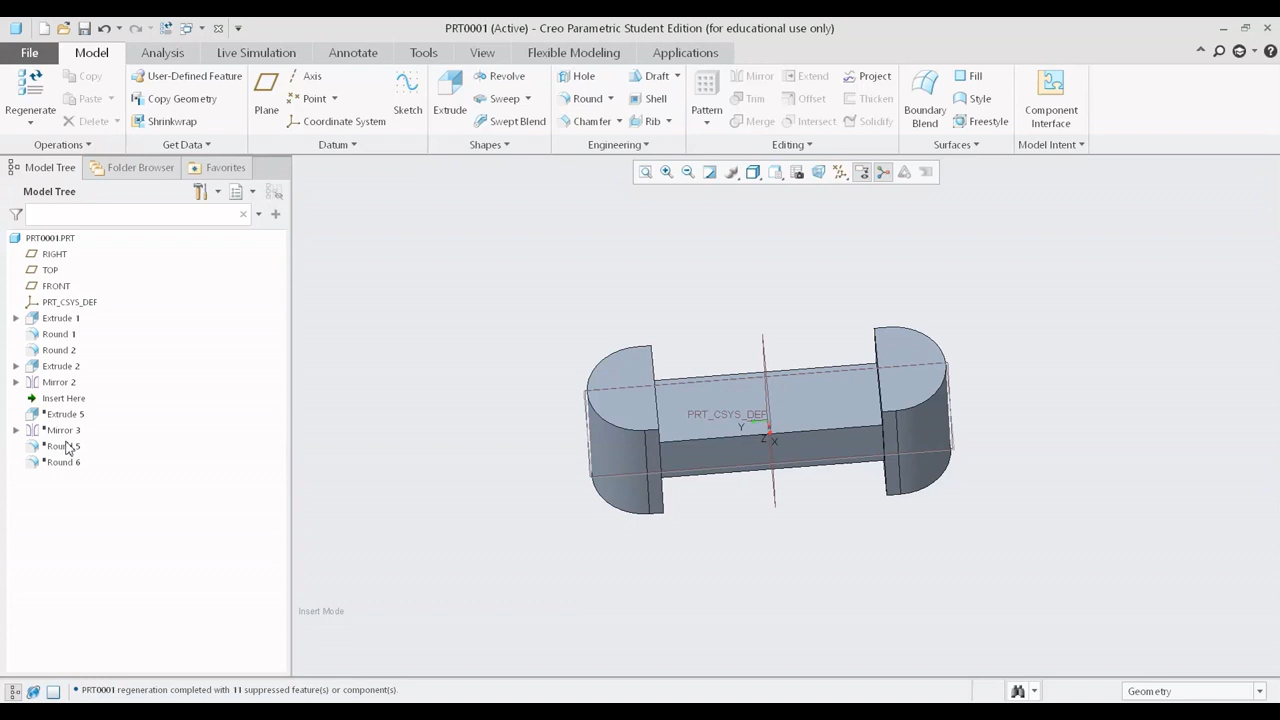 PRT0001 (Active) - Creo Parametric Student Edition (for educational use only)
File Model Analysis Live Simulation Annotate Tools View Flexible Modeling Applications
Regenerate
Copy
Paste
Delete
Operations
User-Defined Feature
Copy Geometry
Shrinkwrap
Get Data
Plane
Axis
Point
Coordinate System
Sketch
Datum
Extrude
Revolve
Sweep
Swept Blend
Shapes
Hole
Round
Chamfer
Draft
Shell
Rib
Engineering
Pattern
Mirror
Trim
Merge
Extend
Offset
Intersect
Project
Thicken
Solidify
Editing
Boundary
Blend
Fill
Style
Freestyle
Surfaces
Component
Interface
Model Intent
Model Tree Folder Browser Favorites
Model Tree
PRT0001.PRT
RIGHT
TOP
FRONT
PRT_CSYS_DEF
Extrude 1
Round 1
Round 2
Extrude 2
Mirror 2
Insert Here
Extrude 5
Mirror 3
Round 5
Round 6
PRT_CSYS_DEF
Y
Z X
Insert Mode
• PRT0001 regeneration completed with 11 suppressed feature(s) or component(s).
Geometry